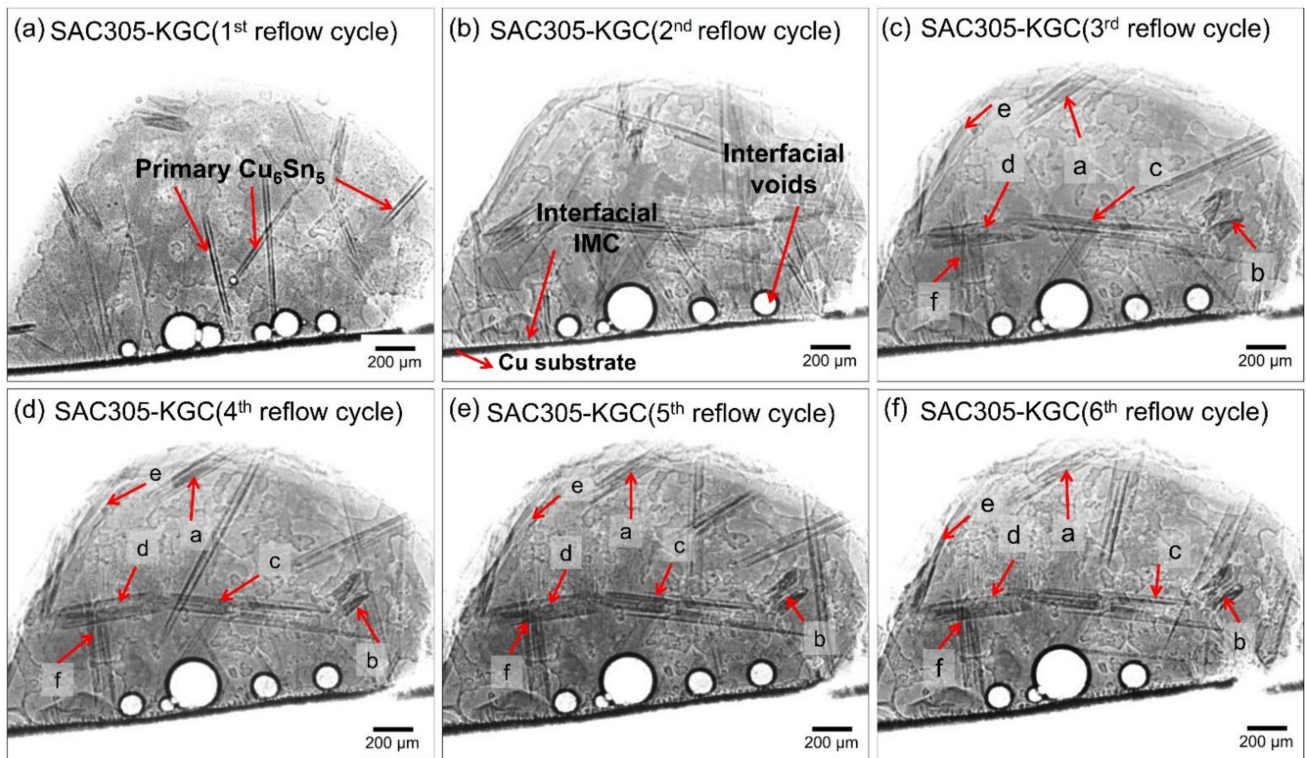 (a) SAC305-KGC(1st reflow cycle)
Primary Cu6Sn5
200 µm
(b) SAC305-KGC(2nd reflow cycle)
Interfacial
voids
Interfacial
IMC
Cu substrate
200 µm
(c) SAC305-KGC(3rd reflow cycle)
e
d
a
c
b
f
200 µm
(d) SAC305-KGC(4th reflow cycle)
e
a
d
c
b
f
200 µm
(e) SAC305-KGC(5th reflow cycle)
e
a
d
c
b
f
200 µm
(f) SAC305-KGC(6th reflow cycle)
e
a
d
c
b
f
200 µm